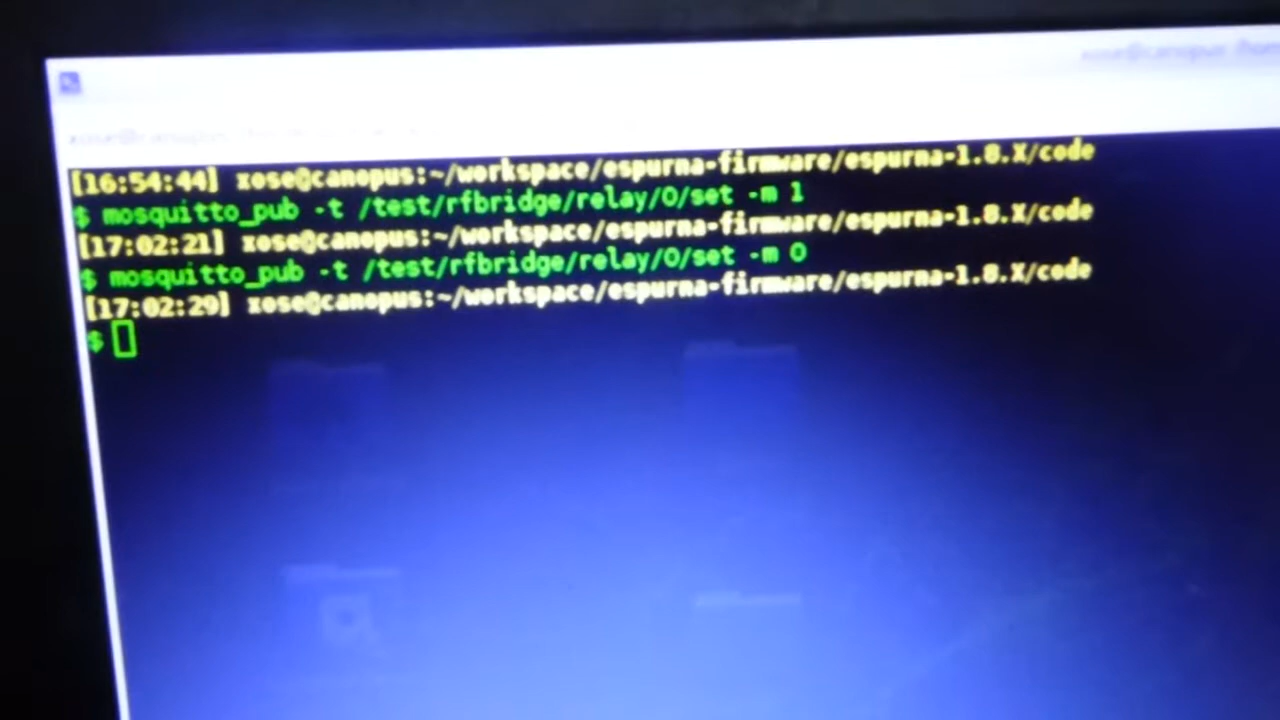 [16:54:44] xose@canopus:~/workspace/espurna-firmware/espurna-1.8.X/code
$ mosquitto_pub -t /test/rfbridge/relay/0/set -m 1
[17:02:21] xose@canopus:~/workspace/espurna-firmware/espurna-1.8.X/code
$ mosquitto_pub -t /test/rfbridge/relay/0/set -m 0
[17:02:29] xose@canopus:~/workspace/espurna-firmware/espurna-1.8.X/code
$